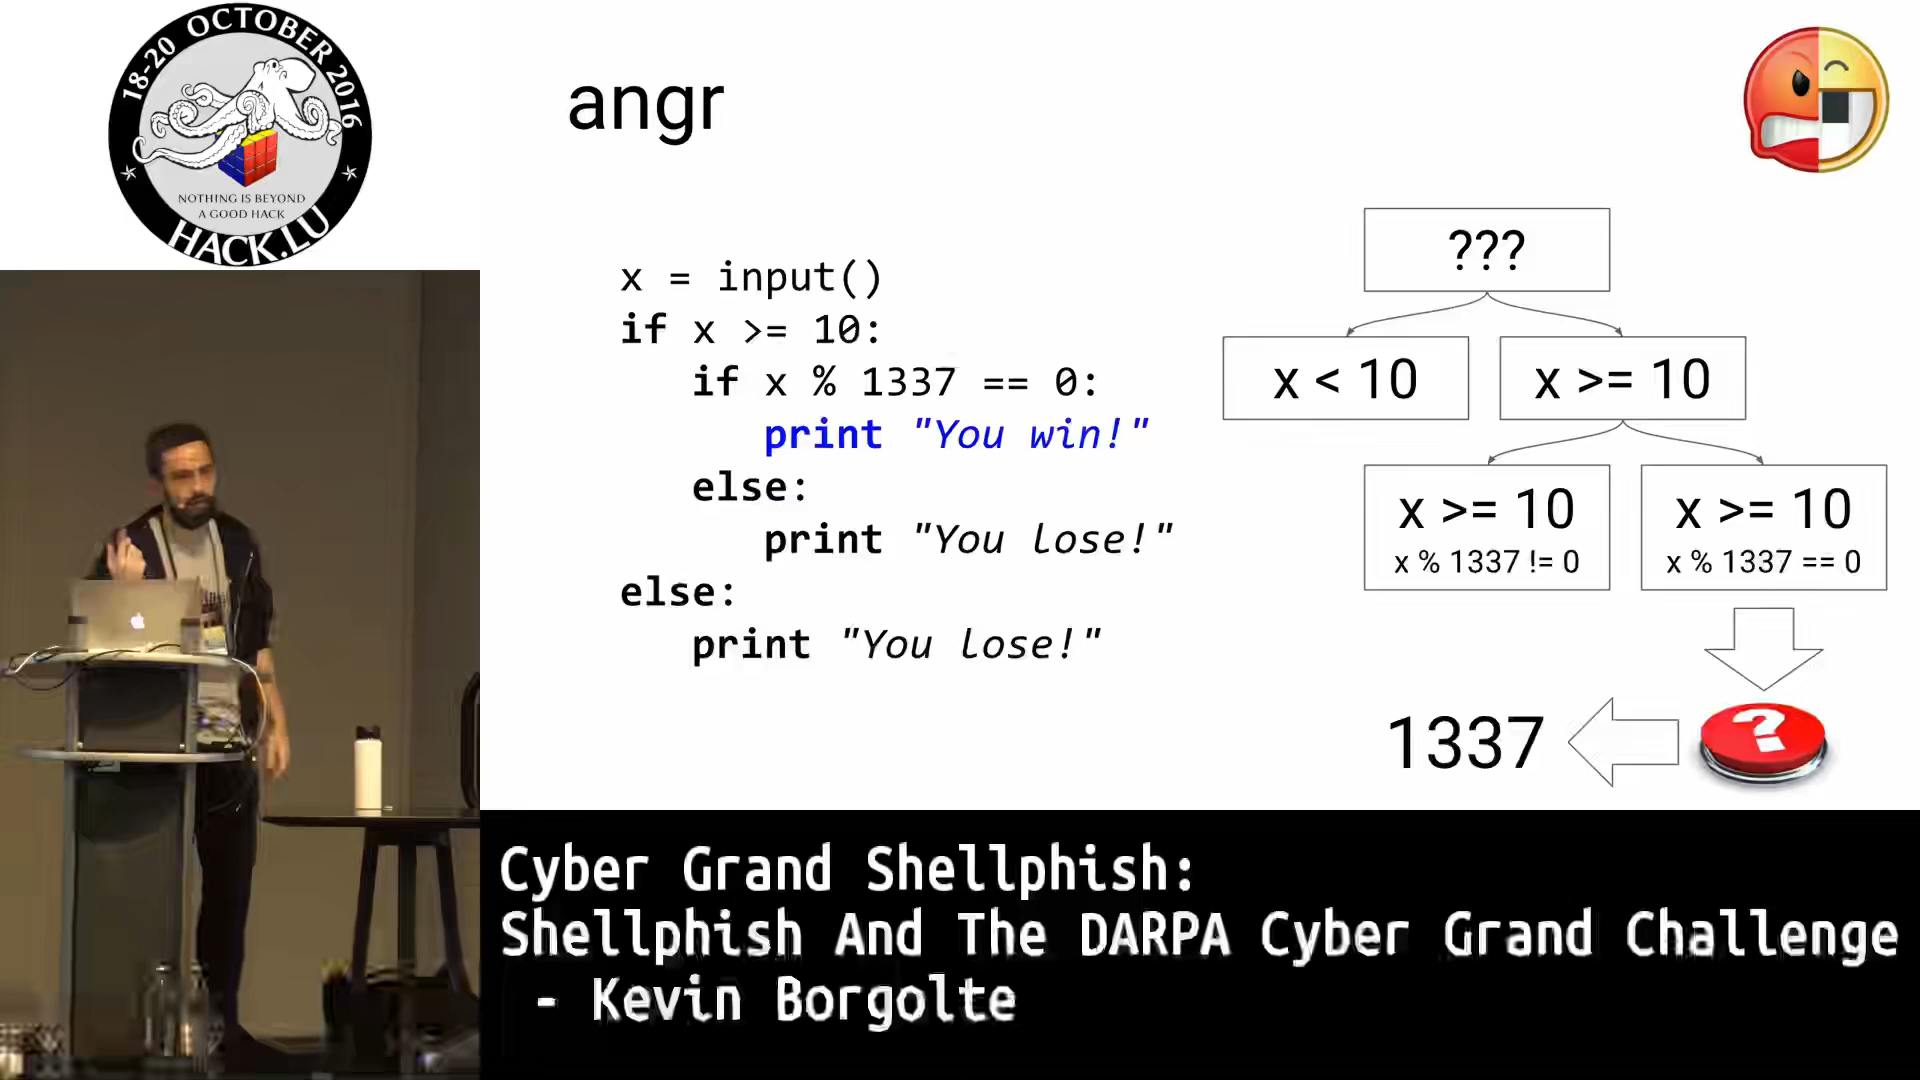 18-20 OCTOBER 2016
NOTHING IS BEYOND
A GOOD HACK
HACK.LU
angr
x = input()
if x >= 10:
if x % 1337 == 0:
print "You win!"
else:
print "You lose!"
else:
print "You lose!"
???
x < 10
x >= 10
x >= 10
x % 1337 != 0
x >= 10
x % 1337 == 0
?
1337
Cyber Grand Shellphish:
Shellphish And The DARPA Cyber Grand Challenge
- Kevin Borgolte